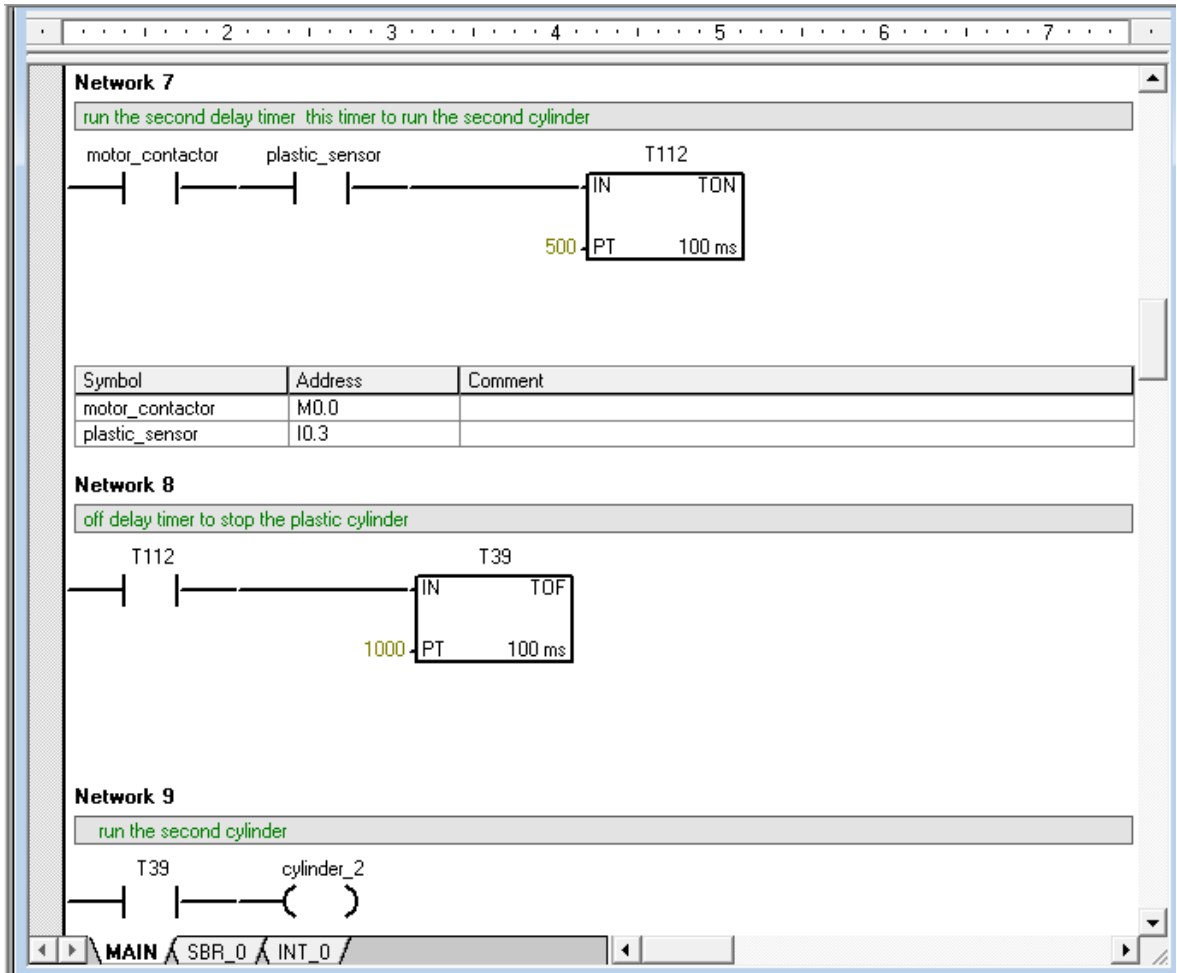 2 3 4 5 6 7
Network 7
run the second delay timer this timer to run the second cylinder
motor_contactor plastic_sensor T112
IN TON
500 PT 100 ms
Symbol Address Comment
motor_contactor M0.0
plastic_sensor I0.3
Network 8
off delay timer to stop the plastic cylinder
T112 T39
IN TOF
1000 PT 100 ms
Network 9
run the second cylinder
T39 cylinder_2
MAIN SBR_0 INT_0